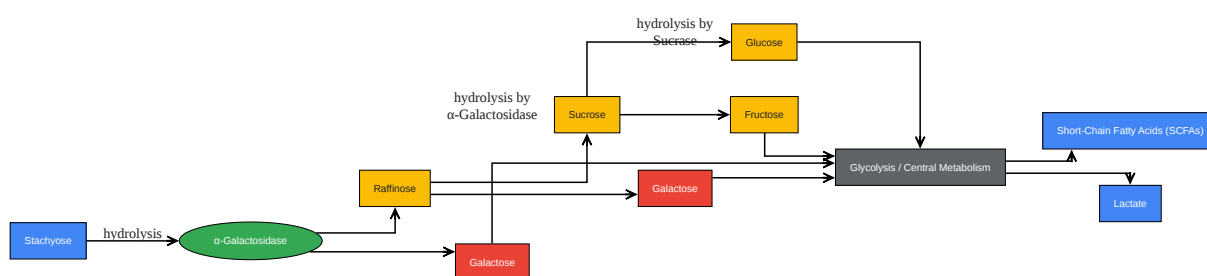 hydrolysis by
Sucrase
Glucose
hydrolysis by
α-Galactosidase
Sucrose
Fructose
Short-Chain Fatty Acids (SCFAs)
Glycolysis / Central Metabolism
Raffinose
Galactose
Lactate
Stachyose
hydrolysis
α-Galactosidase
Galactose